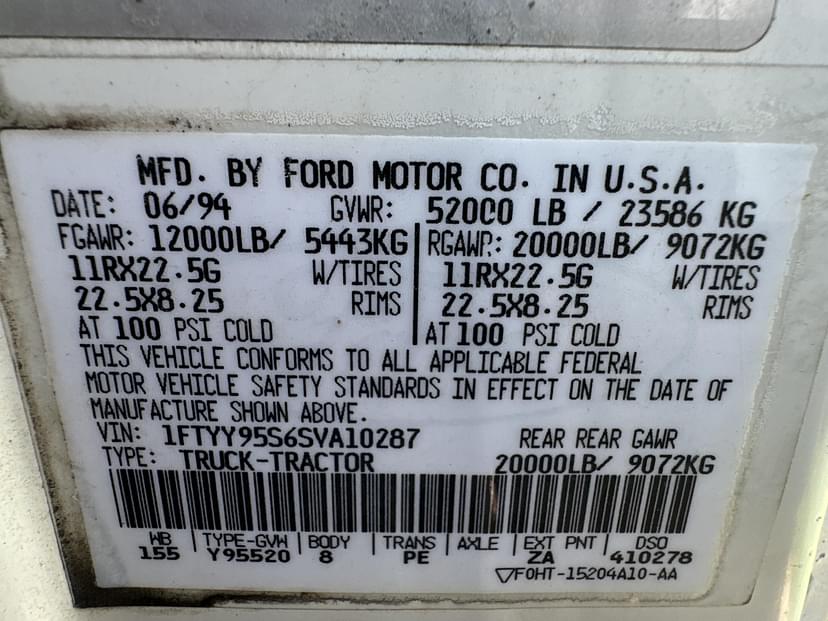 MFD. BY FORD MOTOR CO. IN U.S.A.
DATE: 06/94 GVWR: 52000 LB / 23586 KG
FGAWR: 12000LB/ 5443KG RGAWR: 20000LB/ 9072KG
11RX22.5G W/TIRES 11RX22.5G W/TIRES
22.5X8.25 RIMS 22.5X8.25 RIMS
AT 100 PSI COLD AT 100 PSI COLD
THIS VEHICLE CONFORMS TO ALL APPLICABLE FEDERAL
MOTOR VEHICLE SAFETY STANDARDS IN EFFECT ON THE DATE OF
MANUFACTURE SHOWN ABOVE.
VIN: 1FTYY95S6SVA10287 REAR REAR GAWR
TYPE: TRUCK-TRACTOR 20000LB/ 9072KG
WB TYPE-GVW BODY TRANS AXLE EXT PNT DSO
155 Y95520 8 PE ZA 410278
F0HT-15204A10-AA